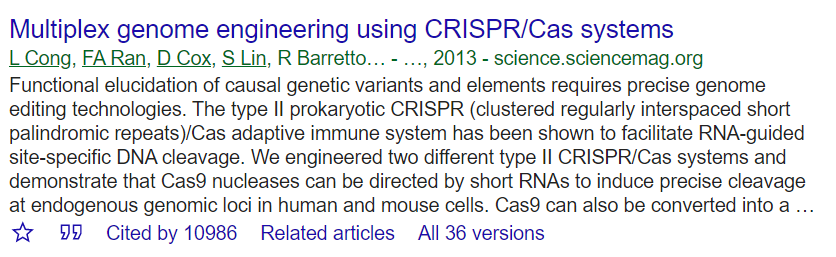 Multiplex genome engineering using CRISPR/Cas systems
L Cong, FA Ran, D Cox, S Lin, R Barretto… - …, 2013 - science.sciencemag.org
Functional elucidation of causal genetic variants and elements requires precise genome
editing technologies. The type II prokaryotic CRISPR (clustered regularly interspaced short
palindromic repeats)/Cas adaptive immune system has been shown to facilitate RNA-guided
site-specific DNA cleavage. We engineered two different type II CRISPR/Cas systems and
demonstrate that Cas9 nucleases can be directed by short RNAs to induce precise cleavage
at endogenous genomic loci in human and mouse cells. Cas9 can also be converted into a …
Cited by 10986 Related articles All 36 versions